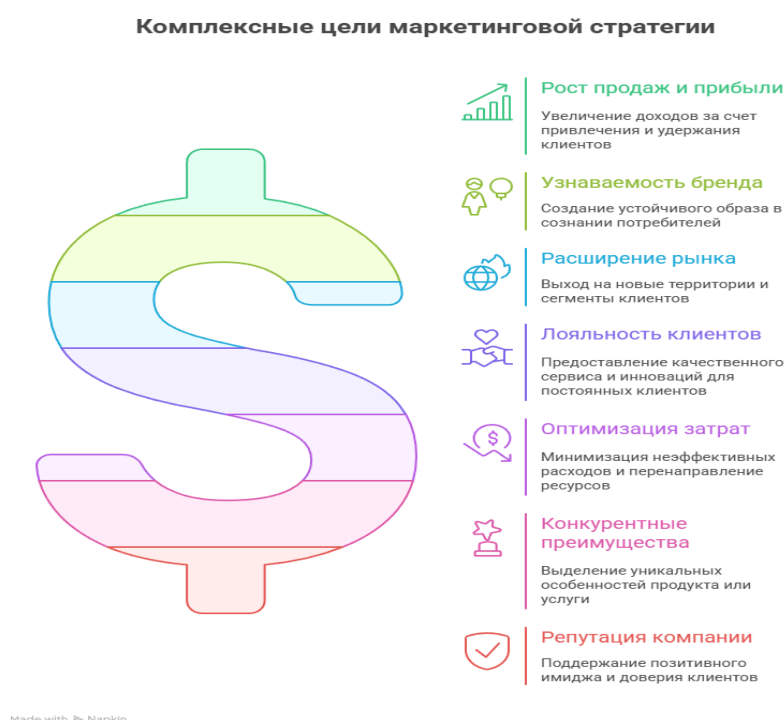 Комплексные цели маркетинговой стратегии
Рост продаж и прибыли
Увеличение доходов за счет
привлечения и удержания
клиентов
Узнаваемость бренда
Создание устойчивого образа в
сознании потребителей
Расширение рынка
Выход на новые территории и
сегменты клиентов
Лояльность клиентов
Предоставление качественного
сервиса и инноваций для
постоянных клиентов
Оптимизация затрат
$
Минимизация неэффективных
расходов и перенаправление
ресурсов
Конкурентные
преимущества
Выделение уникальных
особенностей продукта или
услуги
Репутация компании
Поддержание позитивного
имиджа и доверия клиентов
Made with Napkin